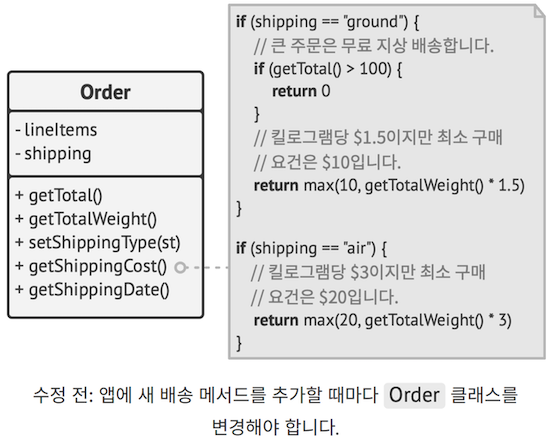 Order
- lineItems
- shipping
+ getTotal()
+ getTotalWeight()
+ setShippingType(st)
+ getShippingCost()
+ getShippingDate()
if (shipping == "ground") {
// 큰 주문은 무료 지상 배송합니다.
if (getTotal() > 100) {
return 0
}
// 킬로그램당 $1.5이지만 최소 구매
// 요건은 $10입니다.
return max(10, getTotalWeight() * 1.5)
}
if (shipping == "air") {
// 킬로그램당 $3이지만 최소 구매
// 요건은 $20입니다.
return max(20, getTotalWeight() * 3)
}
수정 전: 앱에 새 배송 메서드를 추가할 때마다 Order 클래스를
변경해야 합니다.